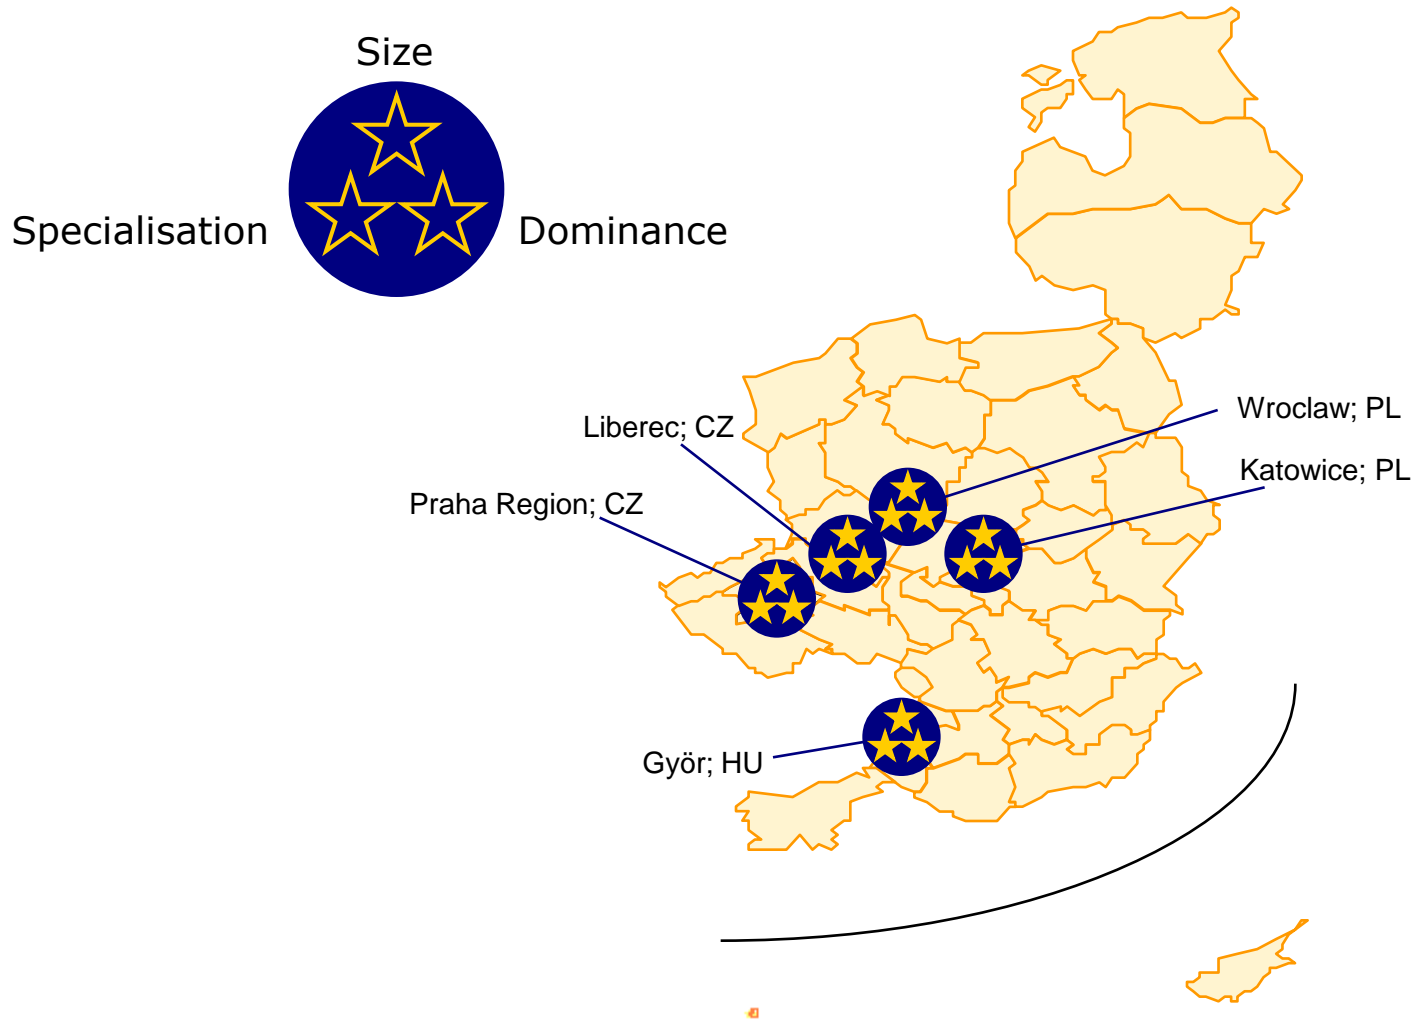 Size
Specialisation
Dominance
Wroclaw; PL
Liberec; CZ
Katowice; PL
Praha Region; CZ
Györ; HU